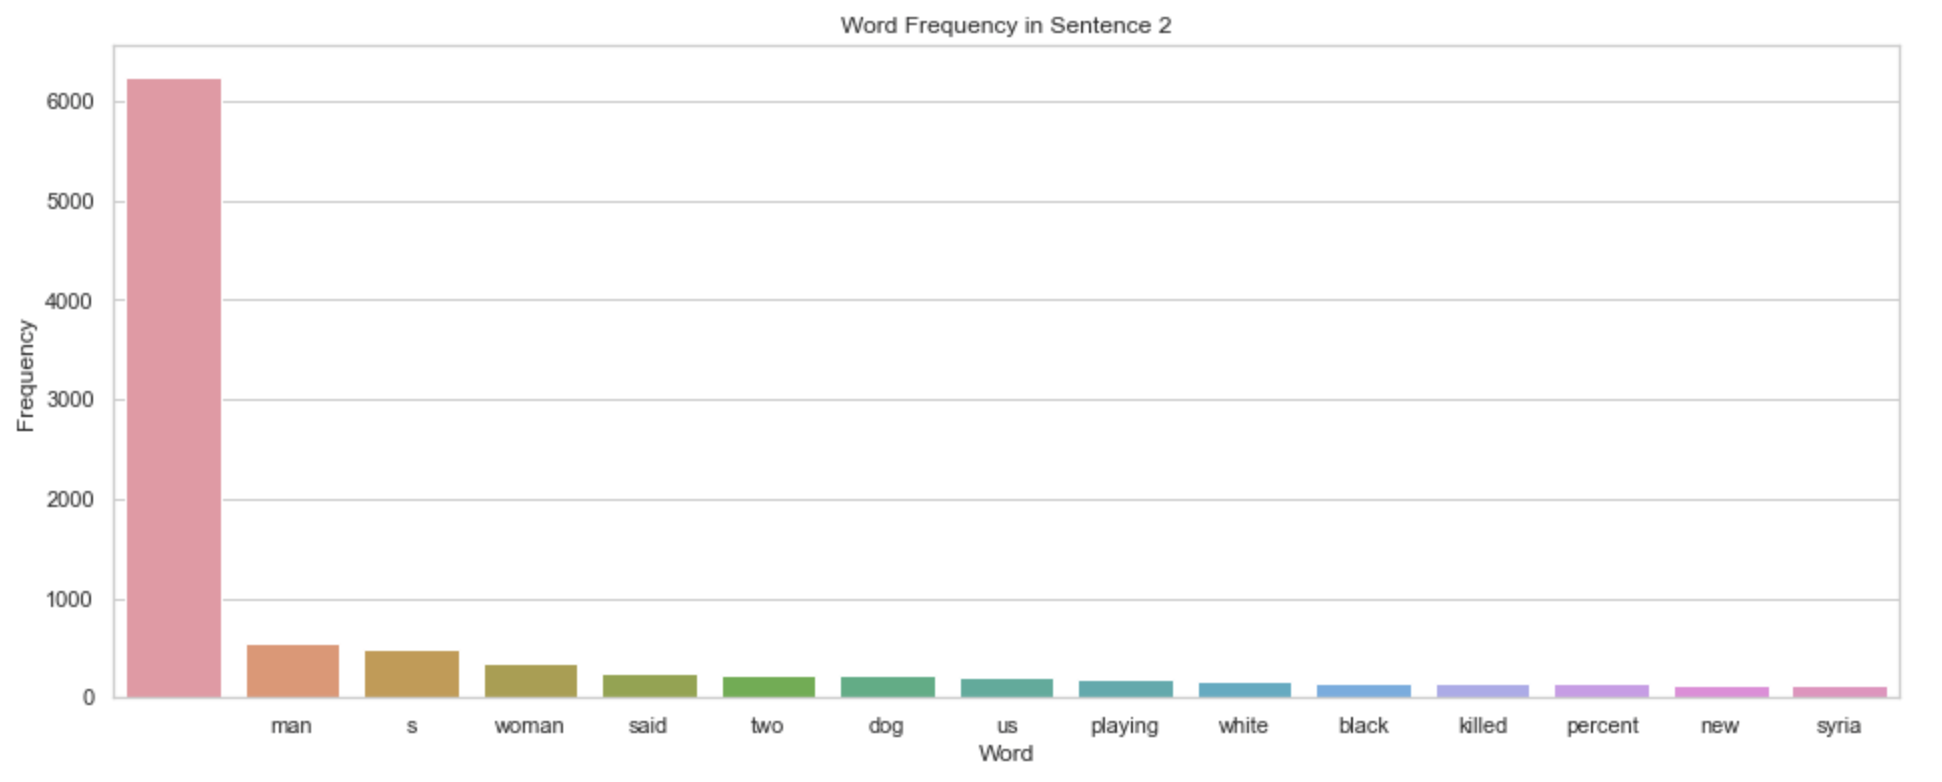 Word Frequency in Sentence 2
Frequency
6000
5000
4000
3000
2000
1000
0
man s woman said two dog us playing white black killed percent new syria
Word